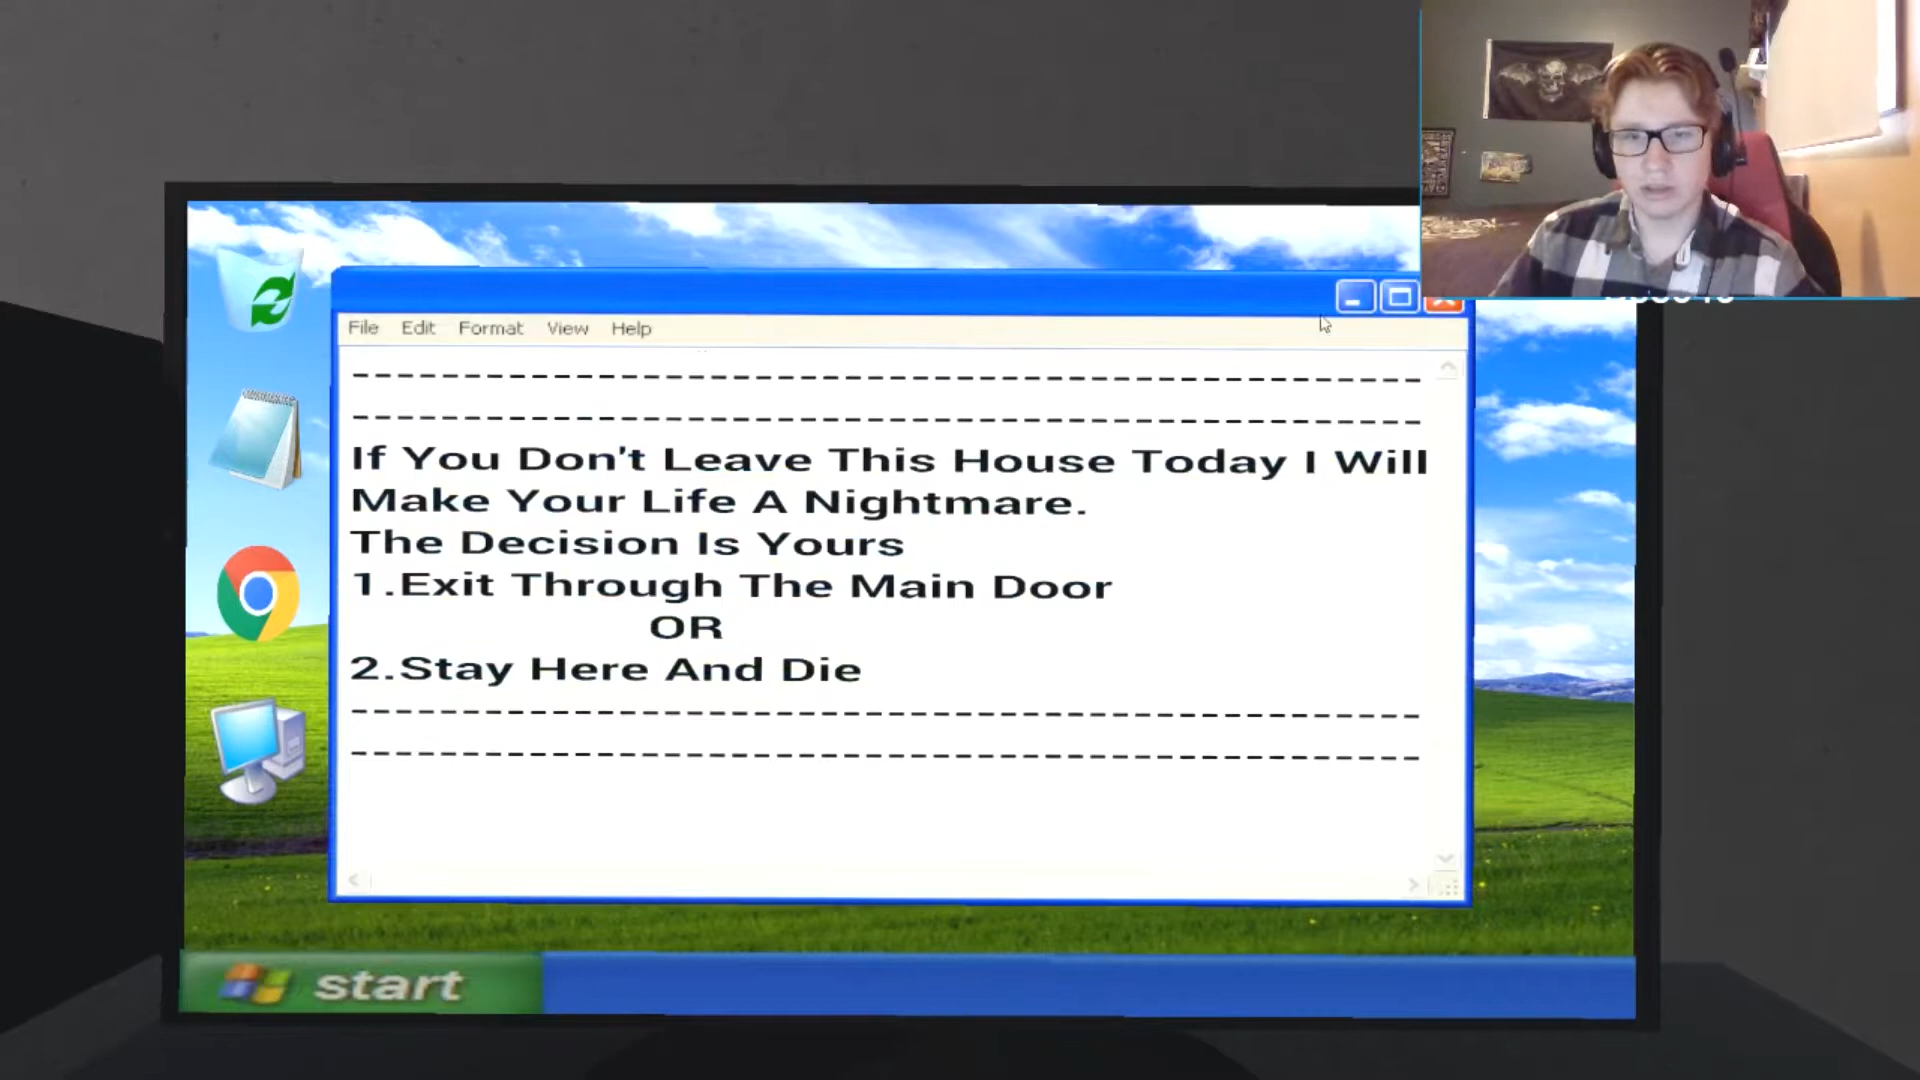 File Edit Format View Help
--------------------------------------------------------------------------------
--------------------------------------------------------------------------------
If You Don't Leave This House Today I Will
Make Your Life A Nightmare.
The Decision Is Yours
1.Exit Through The Main Door
OR
2.Stay Here And Die
--------------------------------------------------------------------------------
--------------------------------------------------------------------------------
start